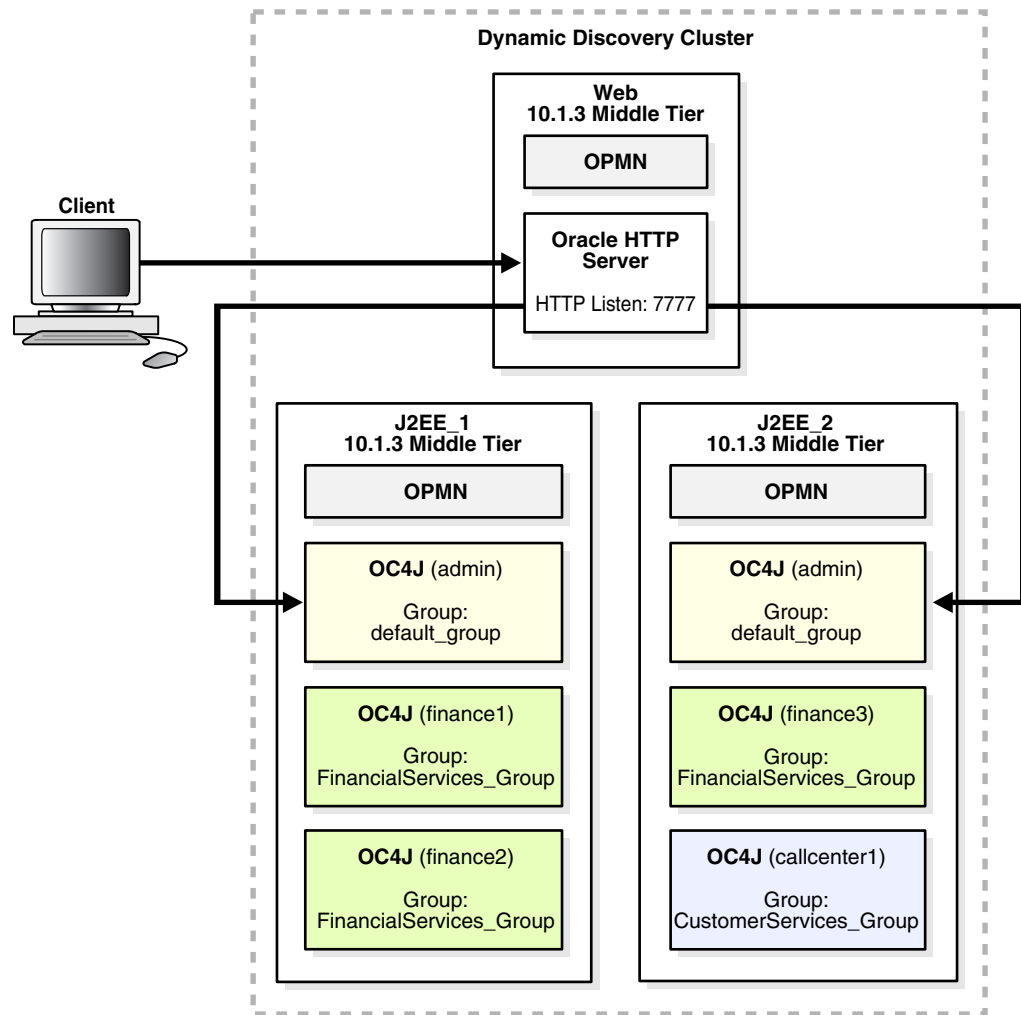 Dynamic Discovery Cluster
Web
10.1.3 Middle Tier
OPMN
Client
Oracle HTTP
Server
HTTP Listen: 7777
J2EE_1
10.1.3 Middle Tier
OPMN
OC4J (admin)
Group:
default_group
OC4J (finance1)
Group:
FinancialServices_Group
OC4J (finance2)
Group:
FinancialServices_Group
J2EE_2
10.1.3 Middle Tier
OPMN
OC4J (admin)
Group:
default_group
OC4J (finance3)
Group:
FinancialServices_Group
OC4J (callcenter1)
Group:
CustomerServices_Group